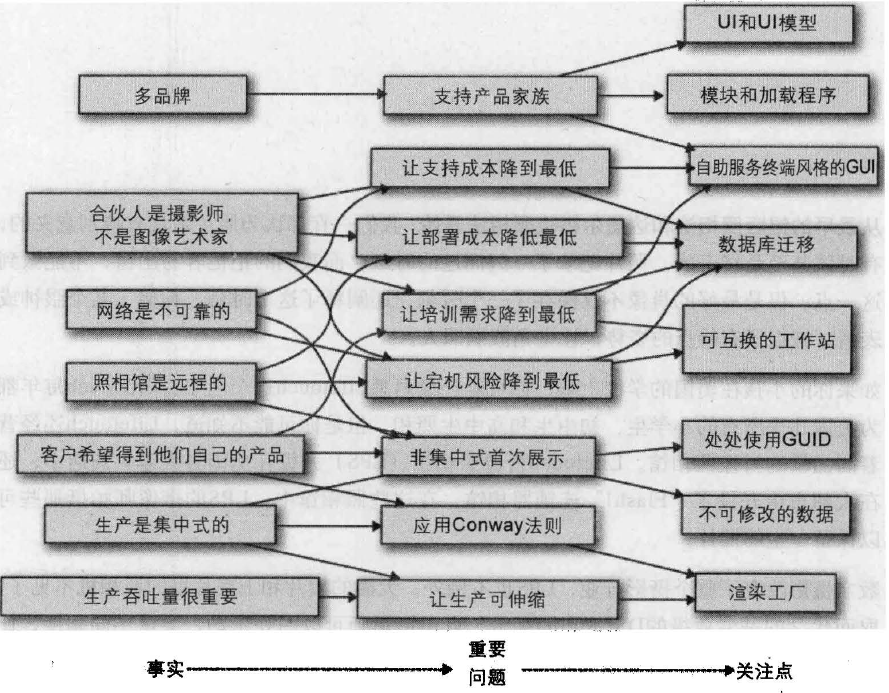 UI和UI模型
多品牌
支持产品家族
模块和加载程序
让支持成本降到最低
自助服务终端风格的GUI
合伙人是摄影师，
不是图像艺术家
让部署成本降低最低
数据库迁移
网络是不可靠的
让培训需求降到最低
可互换的工作站
照相馆是远程的
让宕机风险降到最低
客户希望得到他们自己的产品
非集中式首次展示
处处使用GUID
生产是集中式的
应用Conway法则
不可修改的数据
生产吞吐量很重要
让生产可伸缩
渲染工厂
事实
重要
问题
关注点